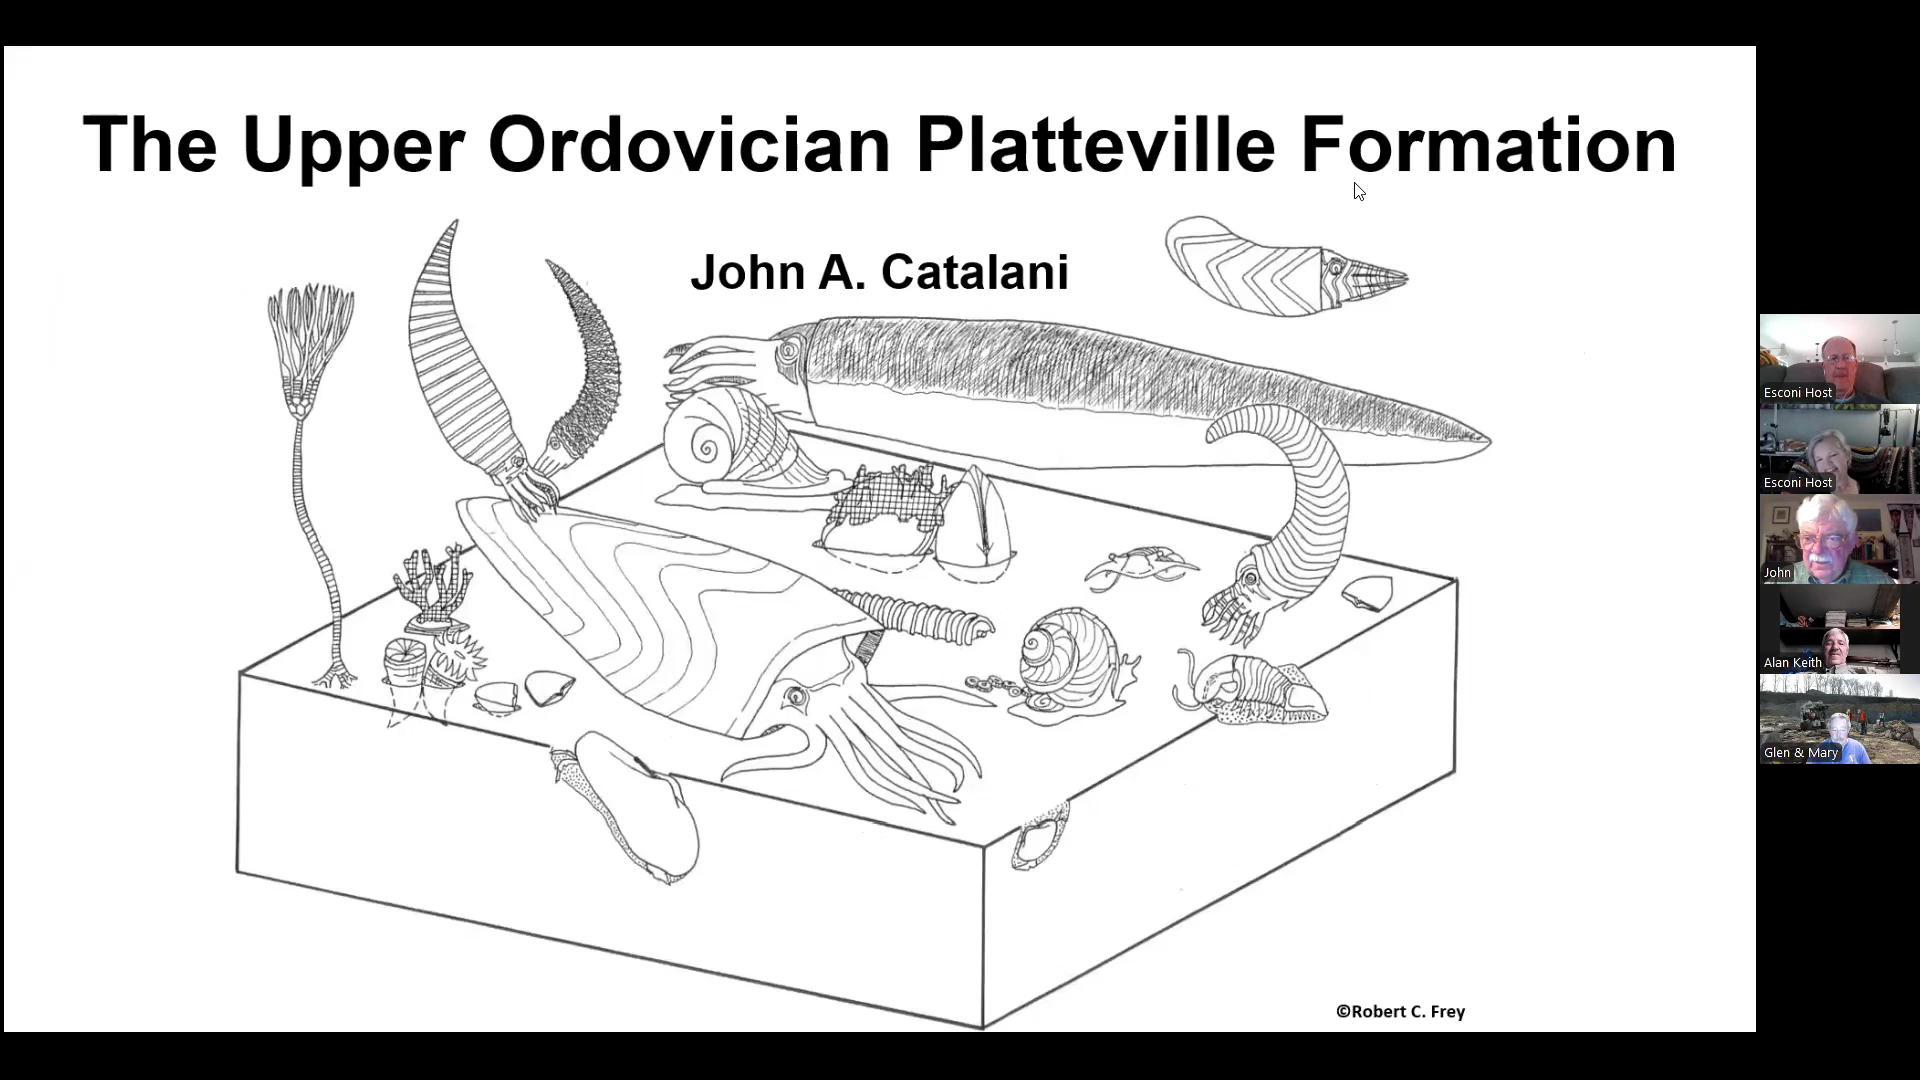 The Upper Ordovician Platteville Formation
John A. Catalani
Esconi Host
Esconi Host
John
Alan Keith
Glen & Mary
©Robert C. Frey